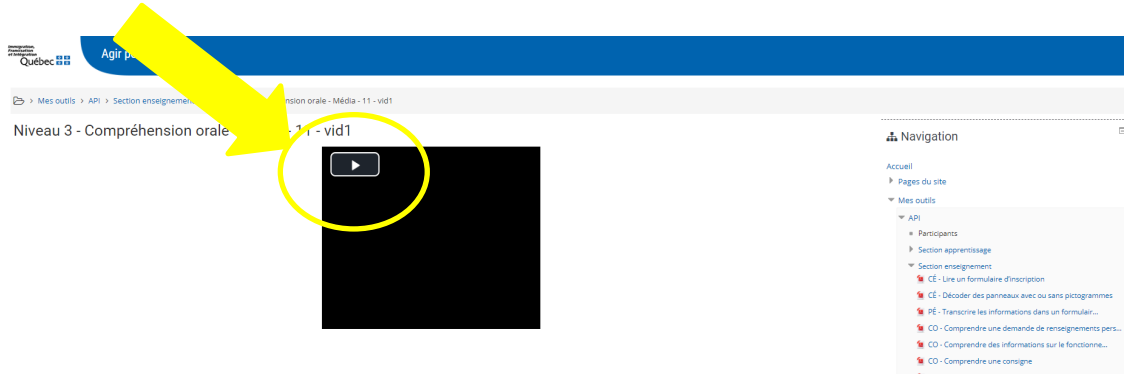 Immigration,
Francisation
et Intégration
Québec
Agir p
> Mes outils > API > Section enseignemen
nsion orale - Média - 11 - vid1
Niveau 3 - Compréhension orale - 11 - vid1
Navigation
Accueil
Pages du site
Mes outils
API
Participants
Section apprentissage
Section enseignement
CÉ - Lire un formulaire d'inscription
CÉ - Décoder des panneaux avec ou sans pictogrammes
PÉ - Transcrire les informations dans un formulair...
CO - Comprendre une demande de renseignements pers...
CO - Comprendre des informations sur le fonctionne...
CO - Comprendre une consigne